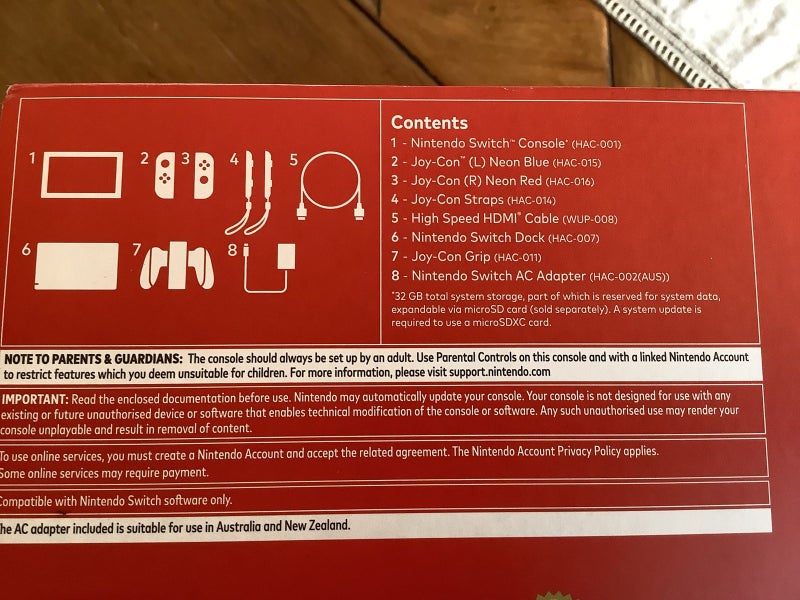 1
2
3
4
5
6
7
8
Contents
1 - Nintendo Switch™ Console* (HAC-001)
2 - Joy-Con™ (L) Neon Blue (HAC-015)
3 - Joy-Con (R) Neon Red (HAC-016)
4 - Joy-Con Straps (HAC-014)
5 - High Speed HDMI® Cable (WUP-008)
6 - Nintendo Switch Dock (HAC-007)
7 - Joy-Con Grip (HAC-011)
8 - Nintendo Switch AC Adapter (HAC-002(AUS))
*32 GB total system storage, part of which is reserved for system data,
expandable via microSD card (sold separately). A system update is
required to use a microSDXC card.
NOTE TO PARENTS & GUARDIANS: The console should always be set up by an adult. Use Parental Controls on this console and with a linked Nintendo Account
to restrict features which you deem unsuitable for children. For more information, please visit support.nintendo.com
IMPORTANT: Read the enclosed documentation before use. Nintendo may automatically update your console. Your console is not designed for use with any
existing or future unauthorised device or software that enables technical modification of the console or software. Any such unauthorised use may render your
console unplayable and result in removal of content.
To use online services, you must create a Nintendo Account and accept the related agreement. The Nintendo Account Privacy Policy applies.
Some online services may require payment.
Compatible with Nintendo Switch software only.
The AC adapter included is suitable for use in Australia and New Zealand.